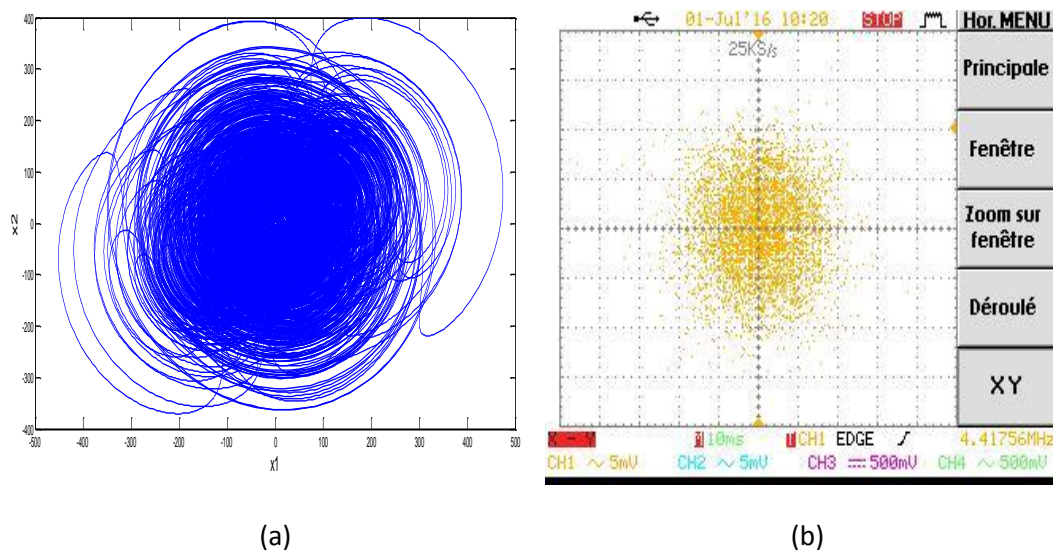 400
300
200
100
0
-100
-200
-300
-400
x2
-500 -400 -300 -200 -100 0 100 200 300 400 500
x1
(a)
01-Jul'16 10:20 STOP Hor. MENU
25KS/s
Principale
Fenêtre
Zoom sur
fenêtre
Déroulé
XY
X - Y M 10ms T CH1 EDGE 4.41756MHz
CH1 ~ 5mV CH2 ~ 5mV CH3 500mV CH4 ~ 500mV
(b)